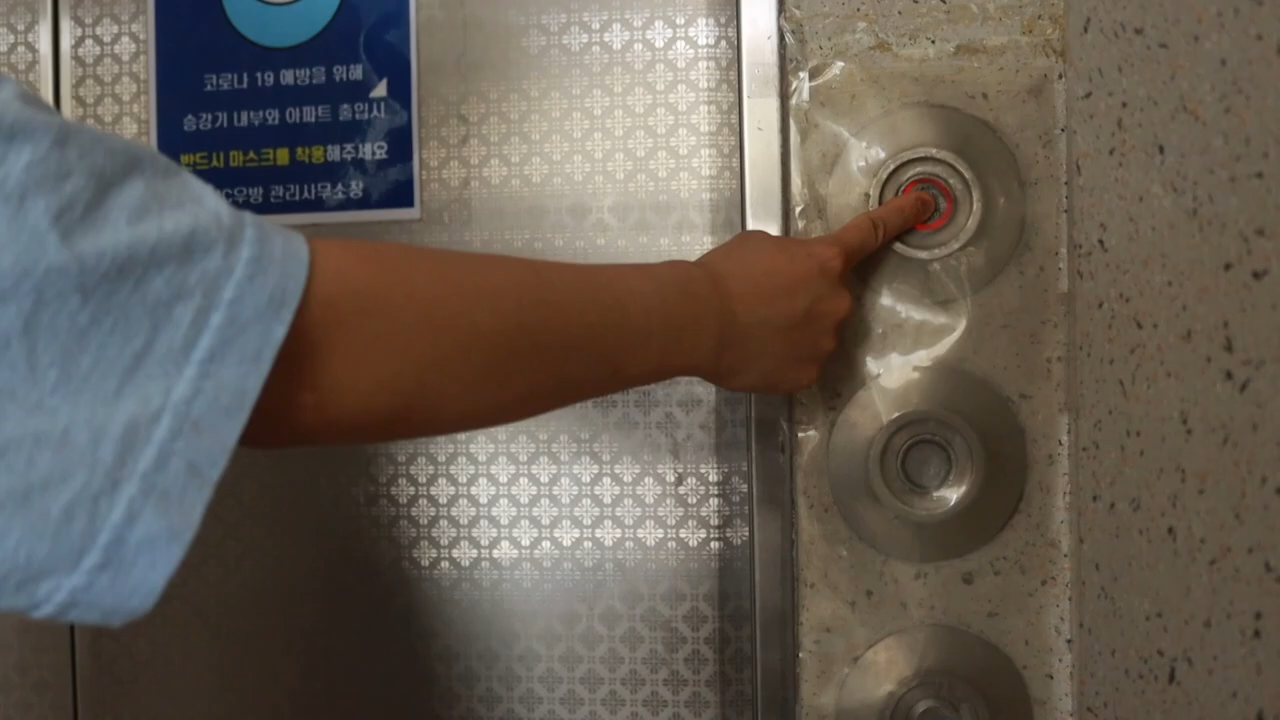 코로나 19 예방을 위해
승강기 내부와 아파트 출입시
반드시 마스크를 착용해주세요
관리사무소장